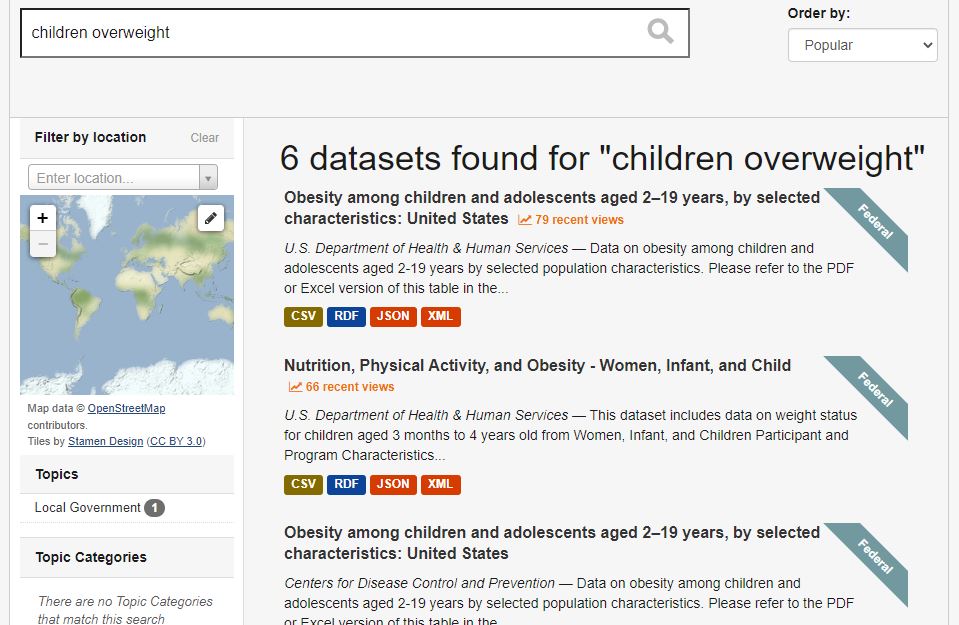 children overweight
Order by:
Popular
Filter by location
Clear
Enter location...
+
−
Map data © OpenStreetMap
contributors.
Tiles by Stamen Design (CC BY 3.0)
Topics
Local Government 1
Topic Categories
There are no Topic Categories
that match this search
6 datasets found for "children overweight"
Obesity among children and adolescents aged 2–19 years, by selected
characteristics: United States 79 recent views
Federal
U.S. Department of Health & Human Services — Data on obesity among children and
adolescents aged 2-19 years by selected population characteristics. Please refer to the PDF
or Excel version of this table in the...
CSV RDF JSON XML
Nutrition, Physical Activity, and Obesity - Women, Infant, and Child
66 recent views
Federal
U.S. Department of Health & Human Services — This dataset includes data on weight status
for children aged 3 months to 4 years old from Women, Infant, and Children Participant and
Program Characteristics...
CSV RDF JSON XML
Obesity among children and adolescents aged 2–19 years, by selected
characteristics: United States
Federal
Centers for Disease Control and Prevention — Data on obesity among children and
adolescents aged 2-19 years by selected population characteristics. Please refer to the PDF
or Excel version of this table in the